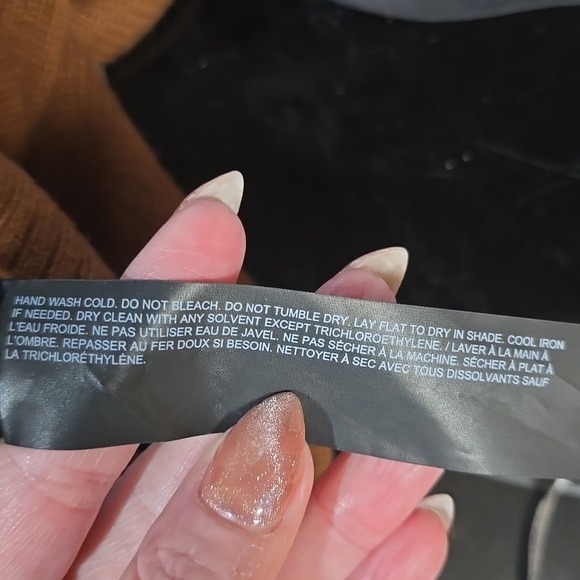 HAND WASH COLD. DO NOT BLEACH. DO NOT TUMBLE DRY. LAY FLAT TO DRY IN SHADE. COOL IRON
IF NEEDED. DRY CLEAN WITH ANY SOLVENT EXCEPT TRICHLOROETHYLENE. / LAVER À LA MAIN À
L'EAU FROIDE. NE PAS UTILISER EAU DE JAVEL. NE PAS SÉCHER À LA MACHINE. SÉCHER À PLAT À
L'OMBRE. REPASSER AU FER DOUX SI BESOIN. NETTOYER À SEC AVEC TOUS DISSOLVANTS SAUF
LA TRICHLORÉTHYLÈNE.